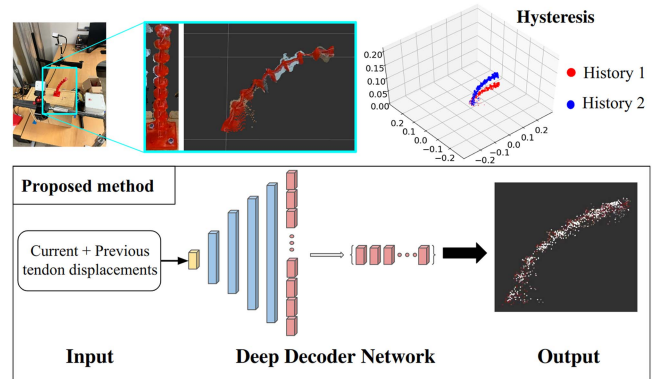 Hysteresis
0.20
0.15
0.10
0.05
0.00
0.2
0.1
0.0
−0.1
−0.2
−0.2
−0.1
0.0
0.1
0.2
History 1
History 2
Proposed method
Current + Previous
tendon displacements
Input
Deep Decoder Network
Output